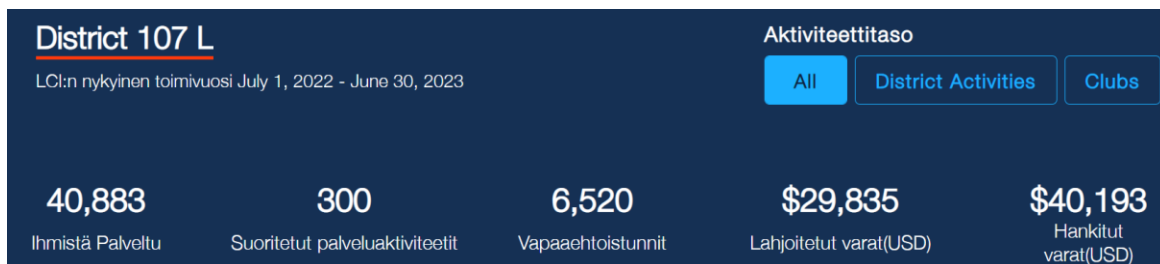 District 107 L
Aktiviteettitaso
LCI:n nykyinen toimivuosi July 1, 2022 - June 30, 2023
All
District Activities
Clubs
40,883
300
6,520
$29,835
$40,193
Ihmistä Palveltu
Suoritetut palveluaktiviteetit
Vapaaehtoistunnit
Lahjoitetut varat(USD)
Hankitut
varat(USD)